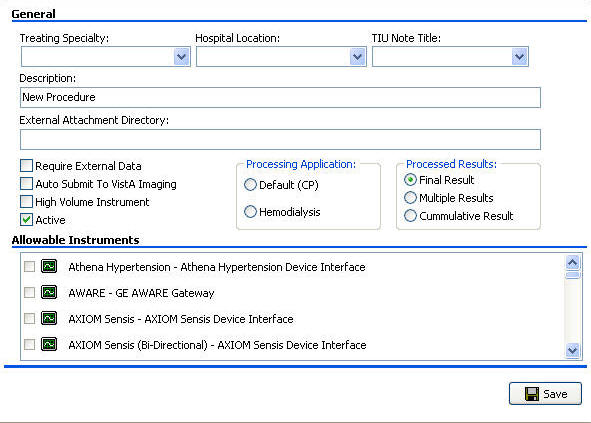 General
Treating Specialty: Hospital Location: TIU Note Title:
Description:
New Procedure
External Attachment Directory:
Require External Data
Auto Submit To VistA Imaging
High Volume Instrument
Active
Processing Application:
Default (CP)
Hemodialysis
Processed Results:
Final Result
Multiple Results
Cummulative Result
Allowable Instruments
Athena Hypertension - Athena Hypertension Device Interface
AWARE - GE AWARE Gateway
AXIOM Sensis - AXIOM Sensis Device Interface
AXIOM Sensis (Bi-Directional) - AXIOM Sensis Device Interface
Save